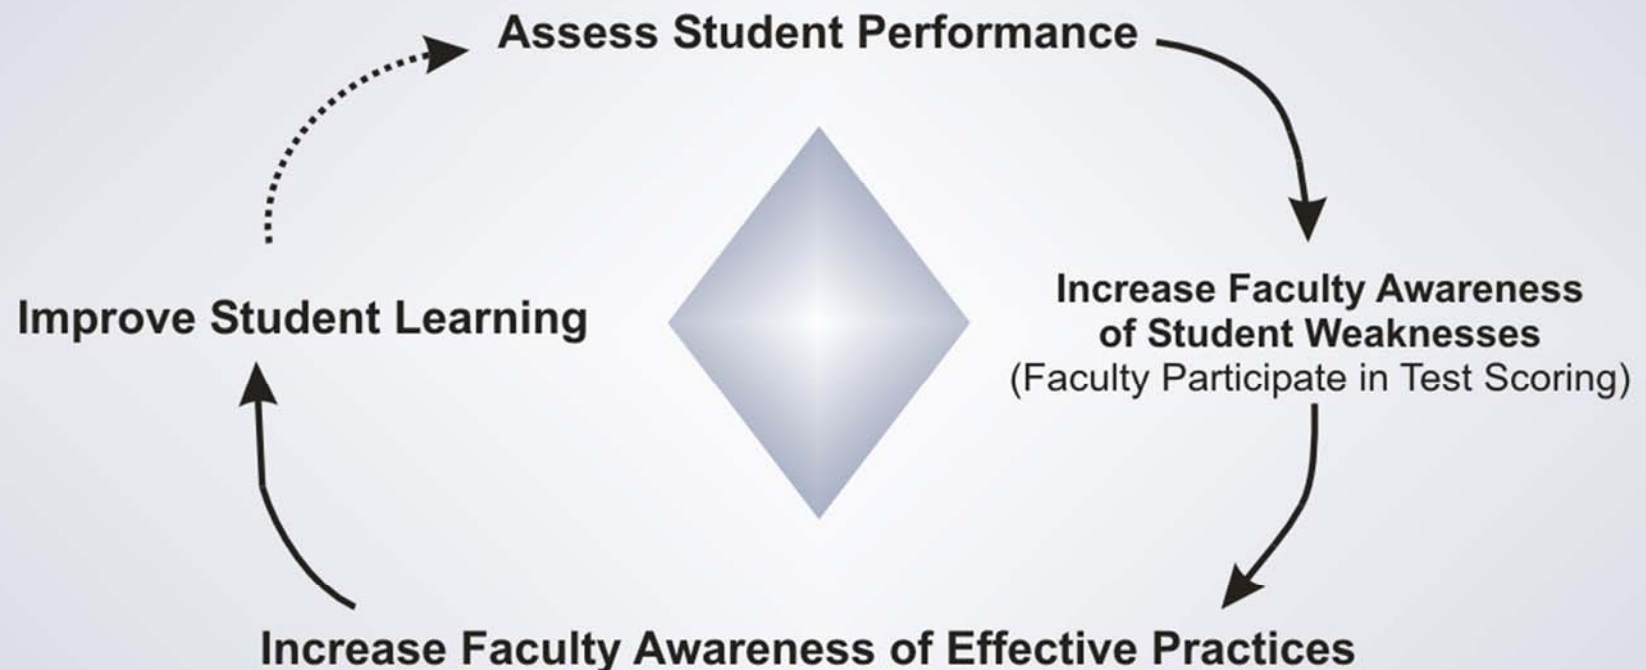 Assess Student Performance
Increase Faculty Awareness
of Student Weaknesses
(Faculty Participate in Test Scoring)
Increase Faculty Awareness of Effective Practices
Improve Student Learning